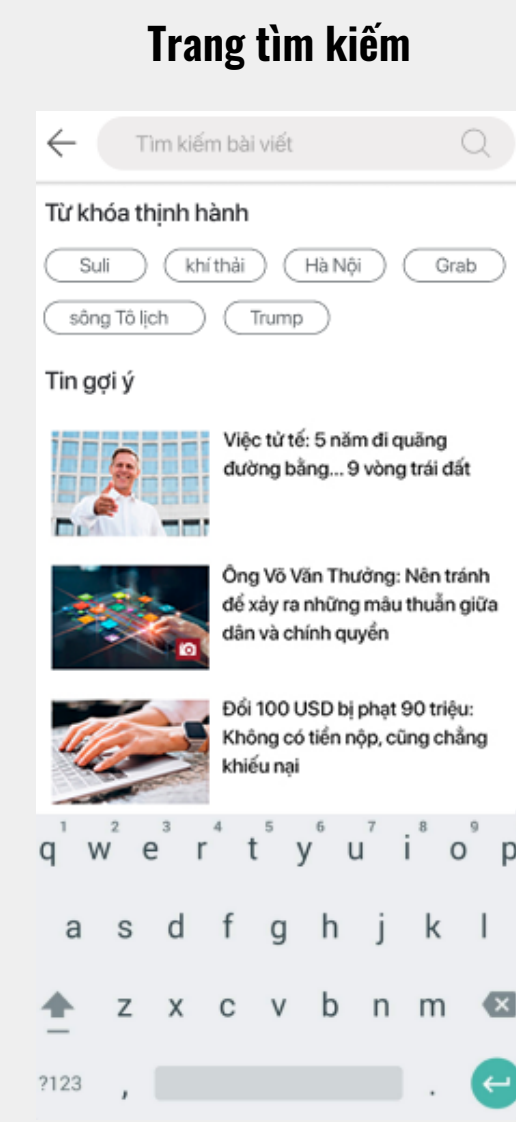 Trang tìm kiếm
Tìm kiếm bài viết
Từ khóa thịnh hành
Suli khí thải Hà Nội Grab
sông Tô lịch Trump
Tin gợi ý
Việc tử tế: 5 năm đi quãng
đường bằng... 9 vòng trái đất
Ông Võ Văn Thưởng: Nên tránh
để xảy ra những mâu thuẫn giữa
dân và chính quyền
Đổi 100 USD bị phạt 90 triệu:
Không có tiền nộp, cũng chẳng
khiếu nại
1 2 3 4 5 6 7 8 9
q w e r t y u i o p
a s d f g h j k l
z x c v b n m
?123 , .